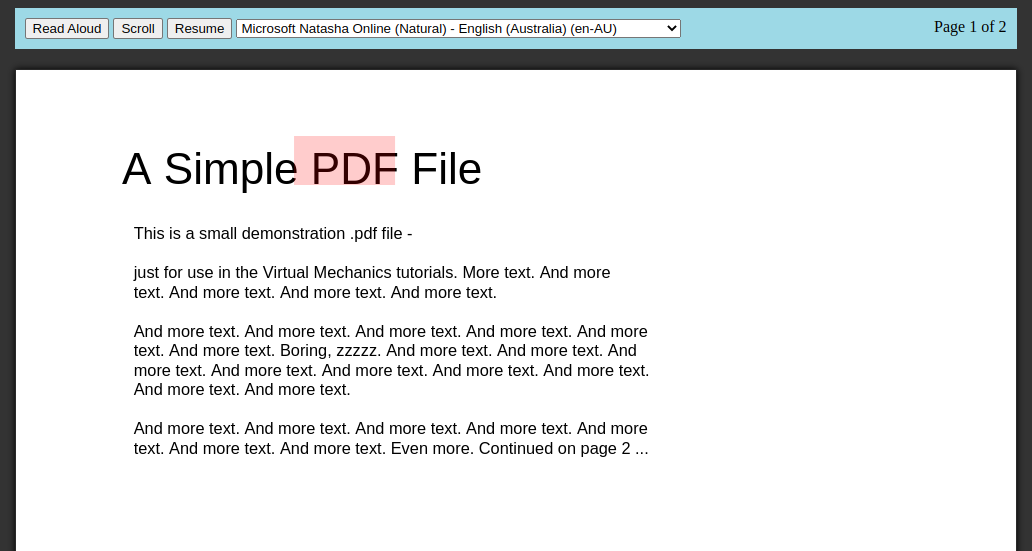 Read Aloud Scroll Resume Microsoft Natasha Online (Natural) - English (Australia) (en-AU) Page 1 of 2
A Simple PDF File
This is a small demonstration .pdf file -
just for use in the Virtual Mechanics tutorials. More text. And more
text. And more text. And more text. And more text.
And more text. And more text. And more text. And more text. And more
text. And more text. Boring, zzzzz. And more text. And more text. And
more text. And more text. And more text. And more text. And more text.
And more text. And more text.
And more text. And more text. And more text. And more text. And more
text. And more text. And more text. Even more. Continued on page 2 ...